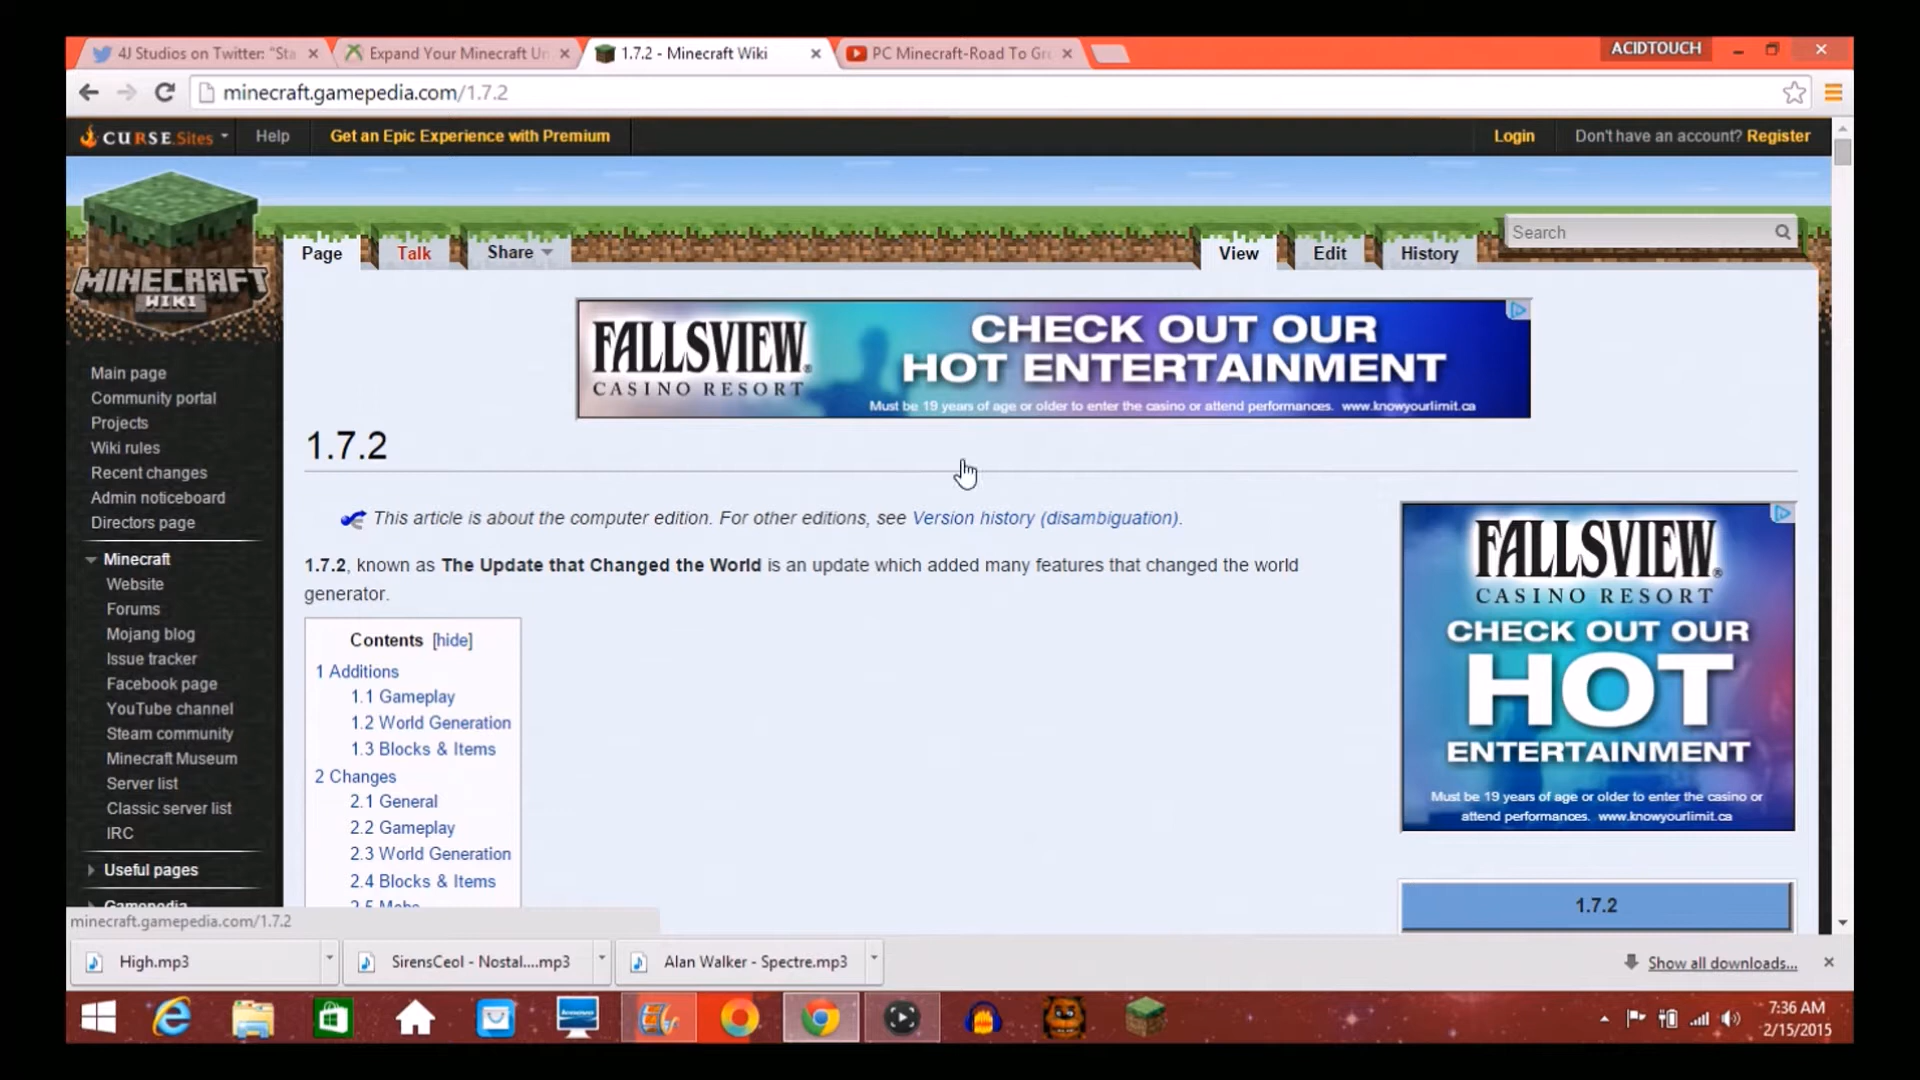 4J Studios on Twitter: "Sta
Expand Your Minecraft Un
1.7.2 - Minecraft Wiki
PC Minecraft-Road To Gr
ACIDTOUCH
minecraft.gamepedia.com/1.7.2
CURSE.Sites
Help
Get an Epic Experience with Premium
Login
Don't have an account? Register
MINECRAFT
WIKI
Page
Talk
Share
View
Edit
History
Search
FALLSVIEW
CASINO RESORT
CHECK OUT OUR
HOT ENTERTAINMENT
Must be 19 years of age or older to enter the casino or attend performances. www.knowyourlimit.ca
1.7.2
This article is about the computer edition. For other editions, see Version history (disambiguation).
1.7.2, known as The Update that Changed the World is an update which added many features that changed the world
generator.
Contents [hide]
1 Additions
1.1 Gameplay
1.2 World Generation
1.3 Blocks & Items
2 Changes
2.1 General
2.2 Gameplay
2.3 World Generation
2.4 Blocks & Items
2.5 Mobs
Main page
Community portal
Projects
Wiki rules
Recent changes
Admin noticeboard
Directors page
Minecraft
Website
Forums
Mojang blog
Issue tracker
Facebook page
YouTube channel
Steam community
Minecraft Museum
Server list
Classic server list
IRC
Useful pages
Gamepedia
FALLSVIEW
CASINO RESORT
CHECK OUT OUR
HOT
ENTERTAINMENT
Must be 19 years of age or older to enter the casino or
attend performances. www.knowyourlimit.ca
1.7.2
minecraft.gamepedia.com/1.7.2
High.mp3
SirensCeol - Nostal....mp3
Alan Walker - Spectre.mp3
Show all downloads...
7:36 AM
2/15/2015